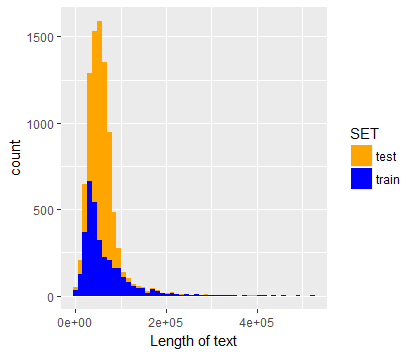 1500
1000
500
0
count
0e+00 2e+05 4e+05
Length of text
SET
test
train